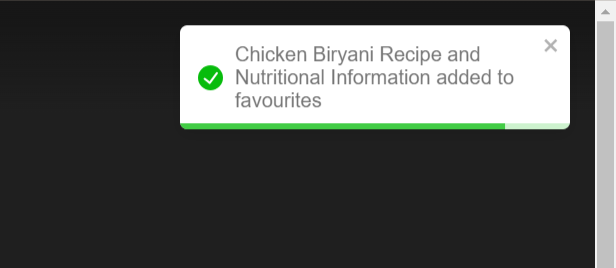 Chicken Biryani Recipe and
Nutritional Information added to
favourites